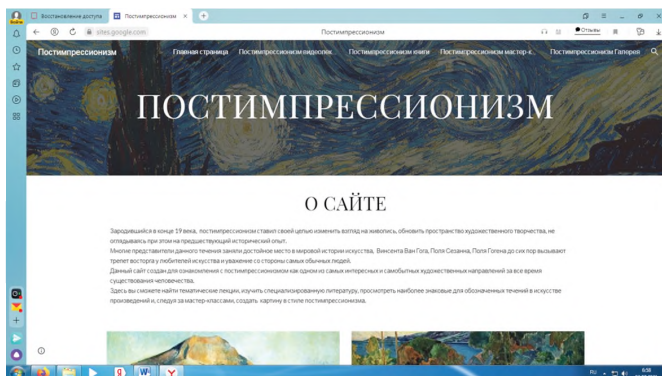 Восстановление доступа
Постимпрессионизм
sites.google.com
Постимпрессионизм
Отзывы
Постимпрессионизм
Главная страница
Постимпрессионизм видеолек
Постимпрессионизм книги
Постимпрессионизм мастер-к...
Постимпрессионизм Галерея
ПОСТИМПРЕССИОНИЗМ
О САЙТЕ
Зародившийся в конце 19 века, постимпрессионизм ставил своей целью изменить взгляд на живопись, обновить пространство художественного творчества, не
оглядываясь при этом на предшествующий исторический опыт.
Многие представители данного течения заняли достойное место в мировой истории искусства, Винсента Ван Гога, Поля Сезанна, Поля Гогена до сих пор вызывают
трепет восторга у любителей искусства и уважение со стороны самых обычных людей.
Данный сайт создан для ознакомления с постимпрессионизмом как одном из самых интересных и самобытных художественных направлений за все время
существования человечества.
Здесь вы сможете найти тематические лекции, изучить специализированную литературу, просмотреть наиболее знаковые для обозначенных течений в искусстве
произведений и, следуя за мастер-классами, создать картину в стиле постимпрессионизма.
RU
6:58